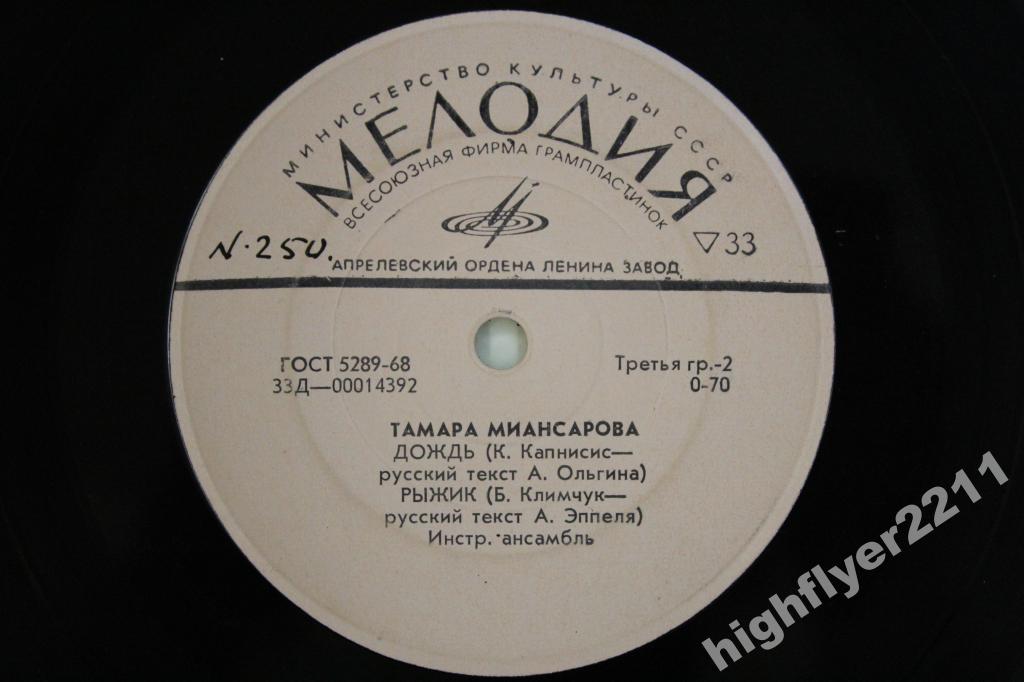 МИНИСТЕРСТВО КУЛЬТУРЫ СССР
МЕЛОДИЯ
ВСЕСОЮЗНАЯ ФИРМА ГРАМПЛАСТИНОК
▽33
N·250.
АПРЕЛЕВСКИЙ ОРДЕНА ЛЕНИНА ЗАВОД
ГОСТ 5289-68
33Д—00014392
Третья гр.-2
0-70
ТАМАРА МИАНСАРОВА
ДОЖДЬ (К. Капнисис—
русский текст А. Ольгина)
РЫЖИК (Б. Климчук—
русский текст А. Эппеля)
Инстр. ансамбль
highflyer2211